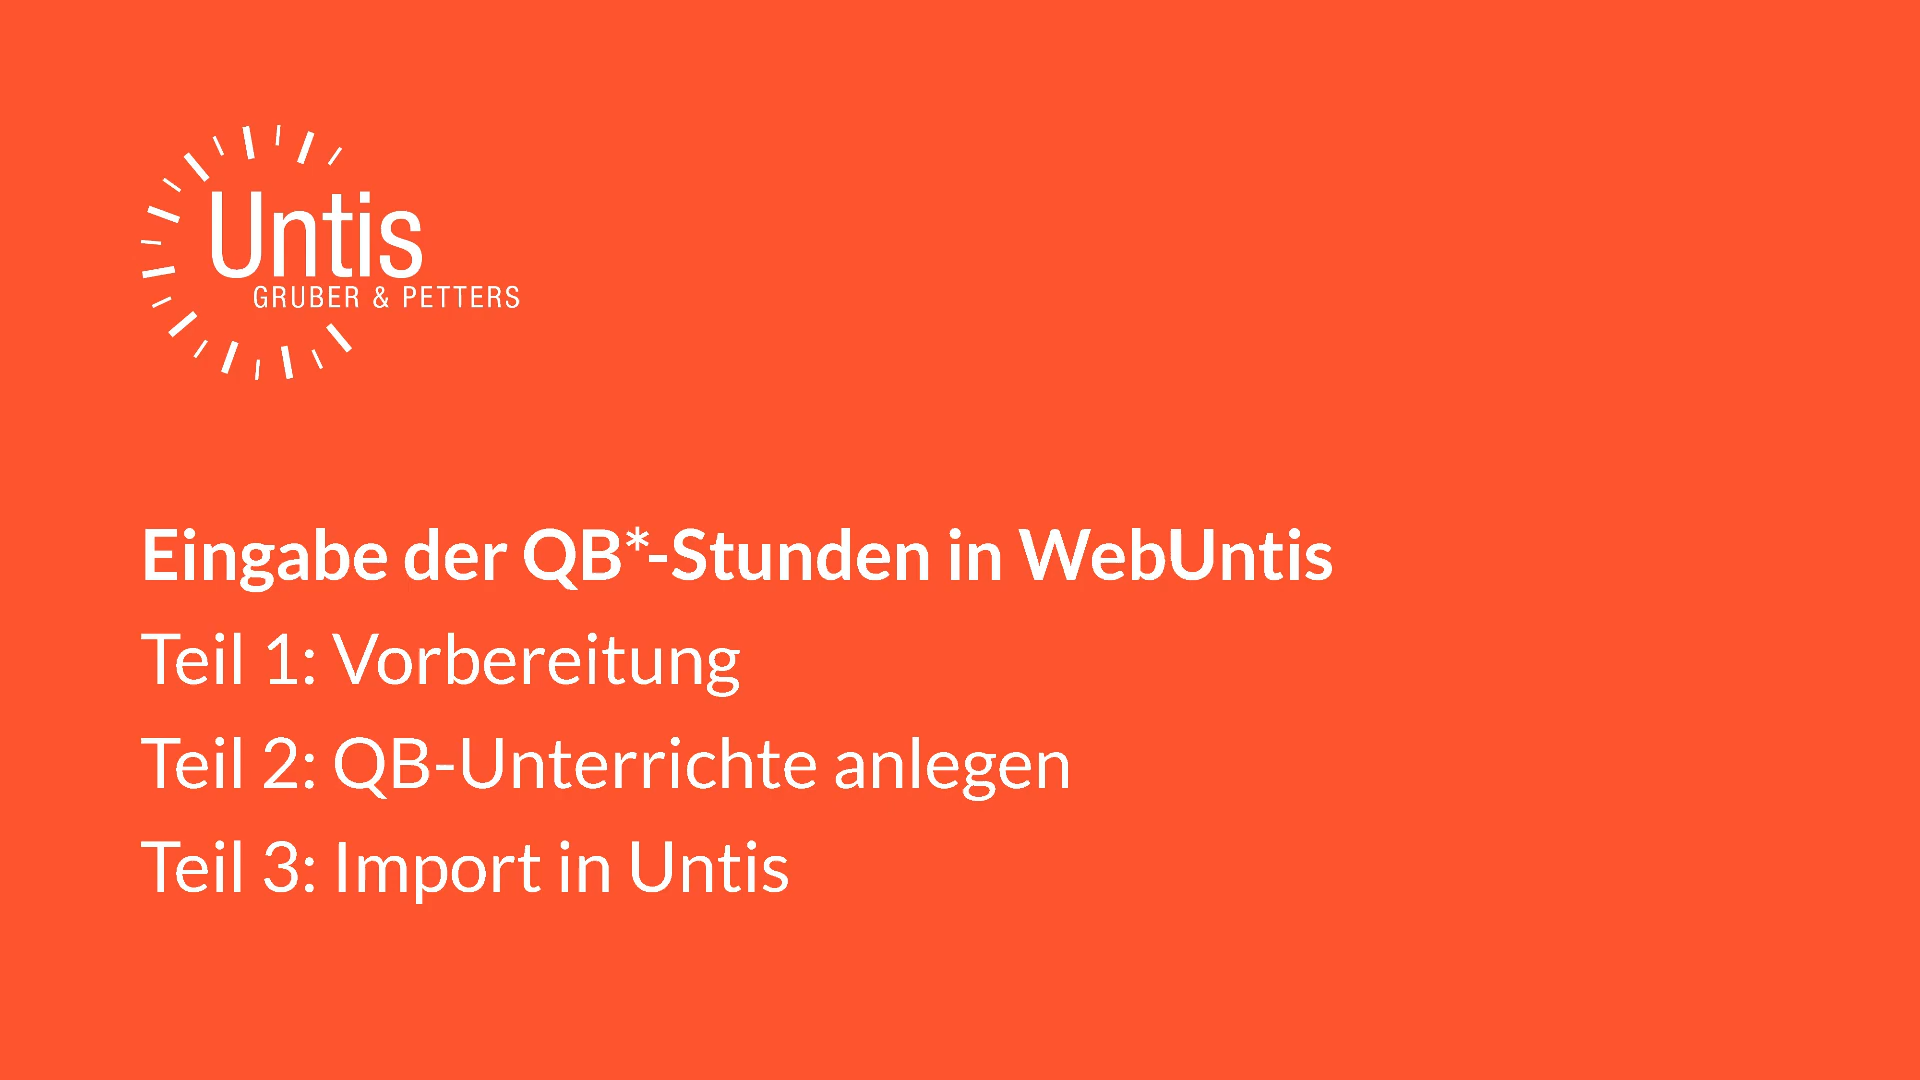 Untis
GRUBER & PETTERS
Eingabe der QB*-Stunden in WebUntis
Teil 1: Vorbereitung
Teil 2: QB-Unterrichte anlegen
Teil 3: Import in Untis